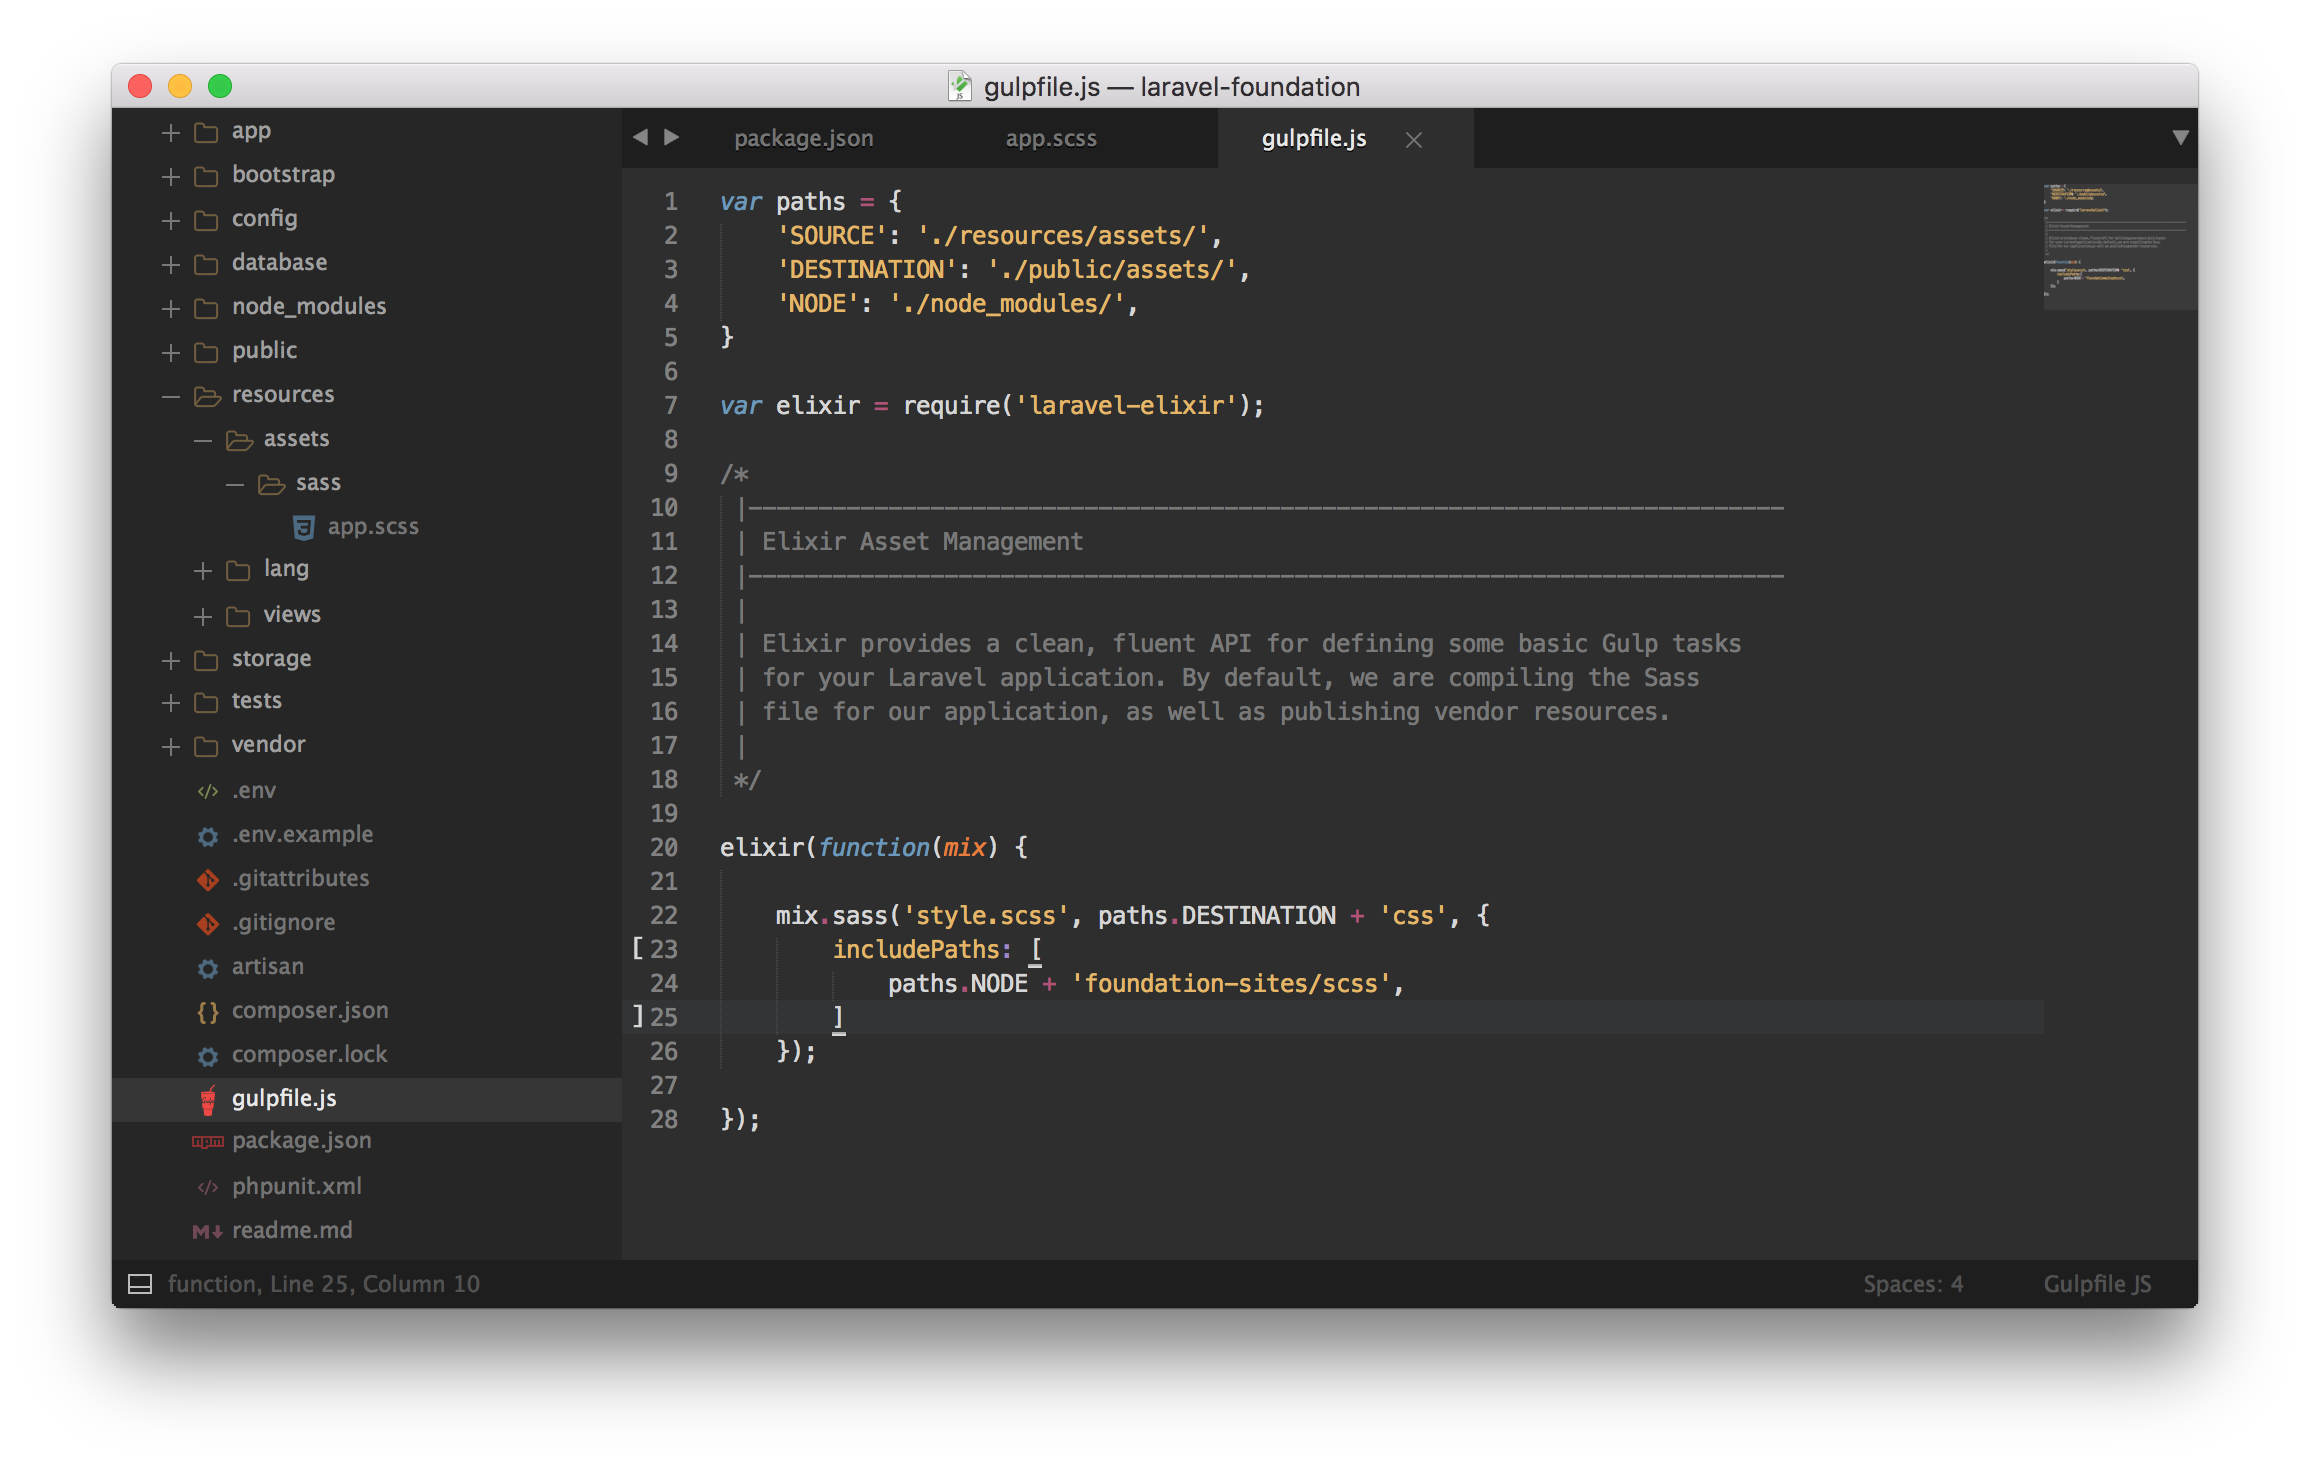 gulpfile.js — laravel-foundation
app
bootstrap
config
database
node_modules
public
resources
assets
sass
app.scss
lang
views
storage
tests
vendor
.env
.env.example
.gitattributes
.gitignore
artisan
composer.json
composer.lock
gulpfile.js
package.json
phpunit.xml
readme.md
package.json app.scss gulpfile.js
1 var paths = {
2     'SOURCE': './resources/assets/',
3     'DESTINATION': './public/assets/',
4     'NODE': './node_modules/',
5 }
6
7 var elixir = require('laravel-elixir');
8
9 /*
10  |--------------------------------------------------------------------------
11  | Elixir Asset Management
12  |--------------------------------------------------------------------------
13  |
14  | Elixir provides a clean, fluent API for defining some basic Gulp tasks
15  | for your Laravel application. By default, we are compiling the Sass
16  | file for our application, as well as publishing vendor resources.
17  |
18  */
19
20 elixir(function(mix) {
21
22     mix.sass('style.scss', paths.DESTINATION + 'css', {
[ 23         includePaths: [
24             paths.NODE + 'foundation-sites/scss',
] 25         ]
26     });
27
28 });
function, Line 25, Column 10
Spaces: 4
Gulpfile JS